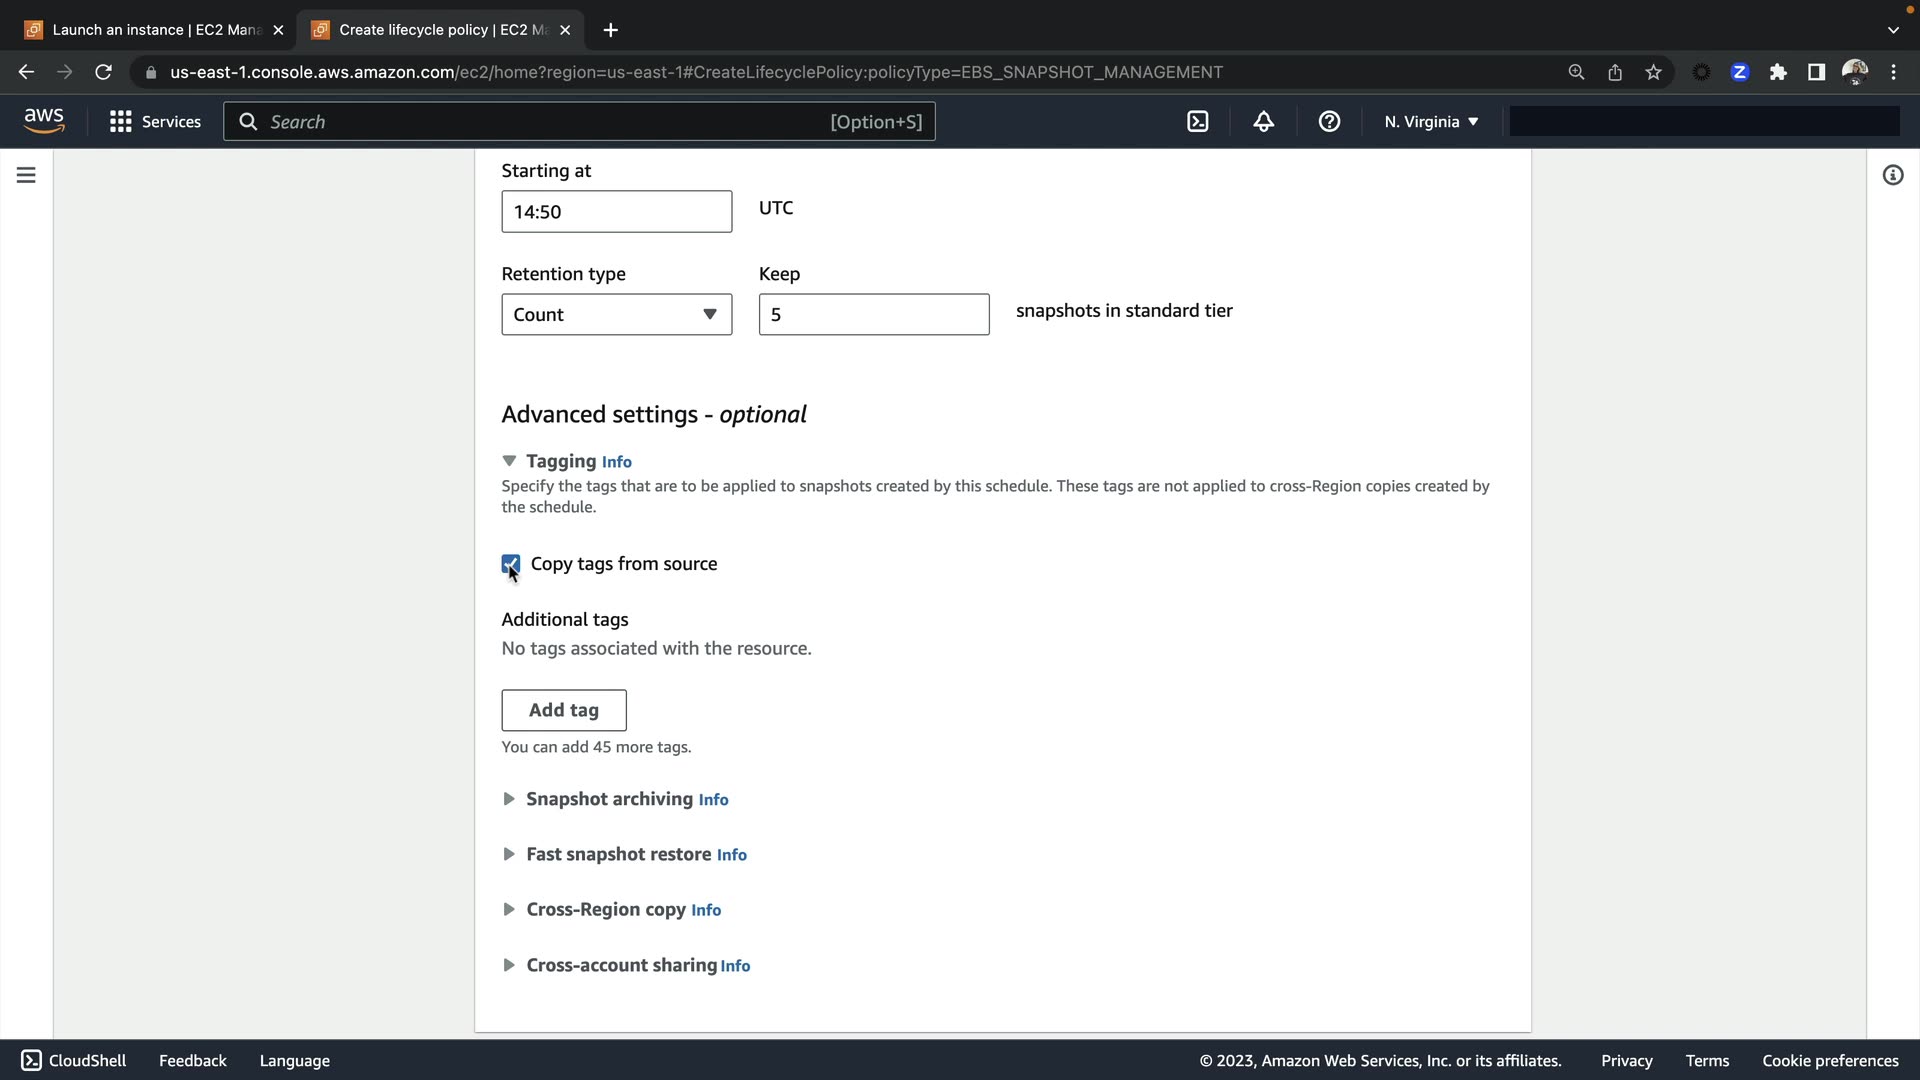 Launch an instance | EC2 Mana
Create lifecycle policy | EC2 Ma
us-east-1.console.aws.amazon.com/ec2/home?region=us-east-1#CreateLifecyclePolicy:policyType=EBS_SNAPSHOT_MANAGEMENT
Z
aws
Services
Search
[Option+S]
N. Virginia
Starting at
14:50
UTC
Retention type
Keep
Count
5
snapshots in standard tier
Advanced settings - optional
Tagging Info
Specify the tags that are to be applied to snapshots created by this schedule. These tags are not applied to cross-Region copies created by
the schedule.
Copy tags from source
Additional tags
No tags associated with the resource.
Add tag
You can add 45 more tags.
Snapshot archiving Info
Fast snapshot restore Info
Cross-Region copy Info
Cross-account sharing Info
CloudShell
Feedback
Language
© 2023, Amazon Web Services, Inc. or its affiliates.
Privacy
Terms
Cookie preferences